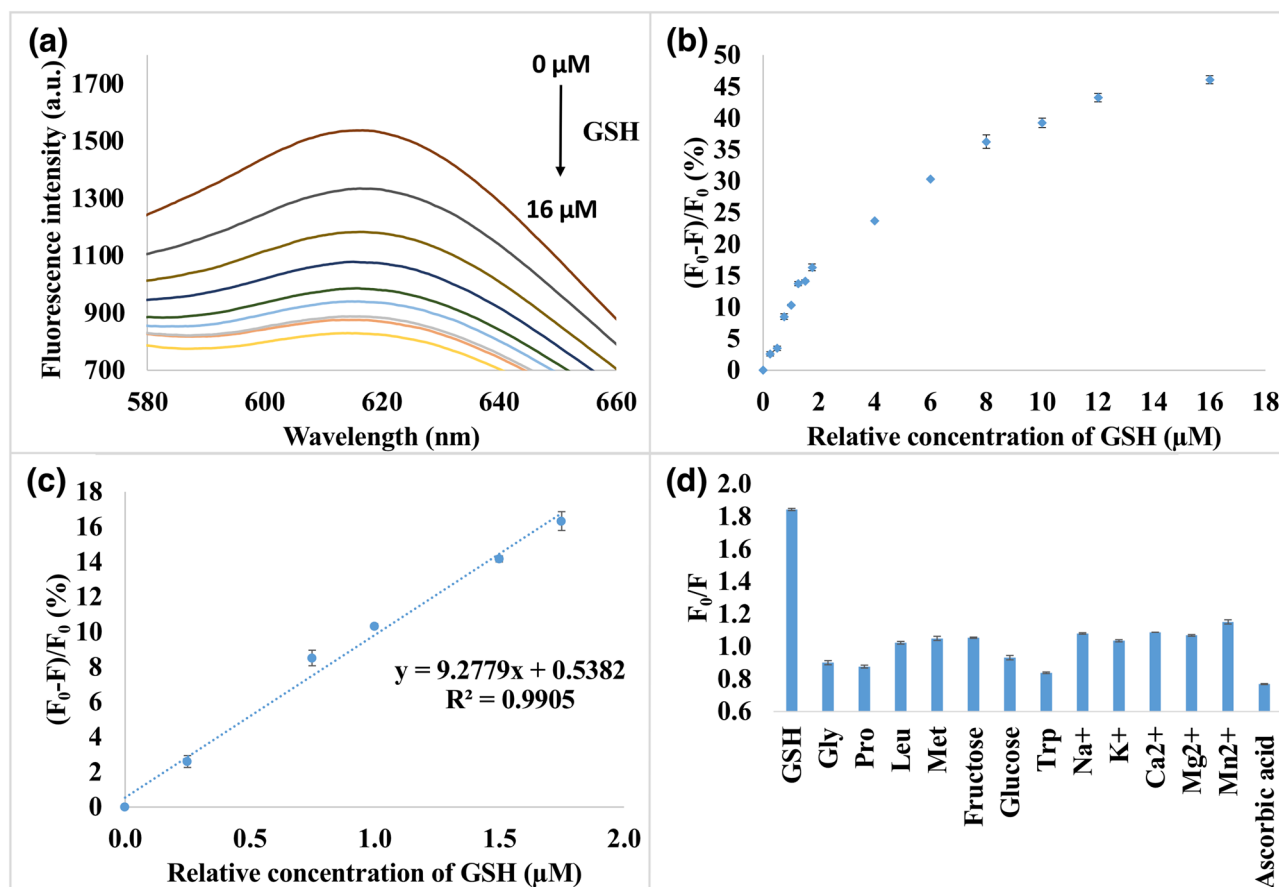 (a)
1700
1500
1300
1100
900
700
580
600
620
640
660
Fluorescence intensity (a.u.)
Wavelength (nm)
0 µM
GSH
16 µM
(b)
50
45
40
35
30
25
20
15
10
5
0
0
2
4
6
8
10
12
14
16
18
(F₀-F)/F₀ (%)
Relative concentration of GSH (µM)
(c)
18
16
14
12
10
8
6
4
2
0
0.0
0.5
1.0
1.5
2.0
(F₀-F)/F₀ (%)
Relative concentration of GSH (µM)
y = 9.2779x + 0.5382
R² = 0.9905
(d)
2.0
1.8
1.6
1.4
1.2
1.0
0.8
0.6
F₀/F
GSH
Gly
Pro
Leu
Met
Fructose
Glucose
Trp
Na+
K+
Ca2+
Mg2+
Mn2+
Ascorbic acid